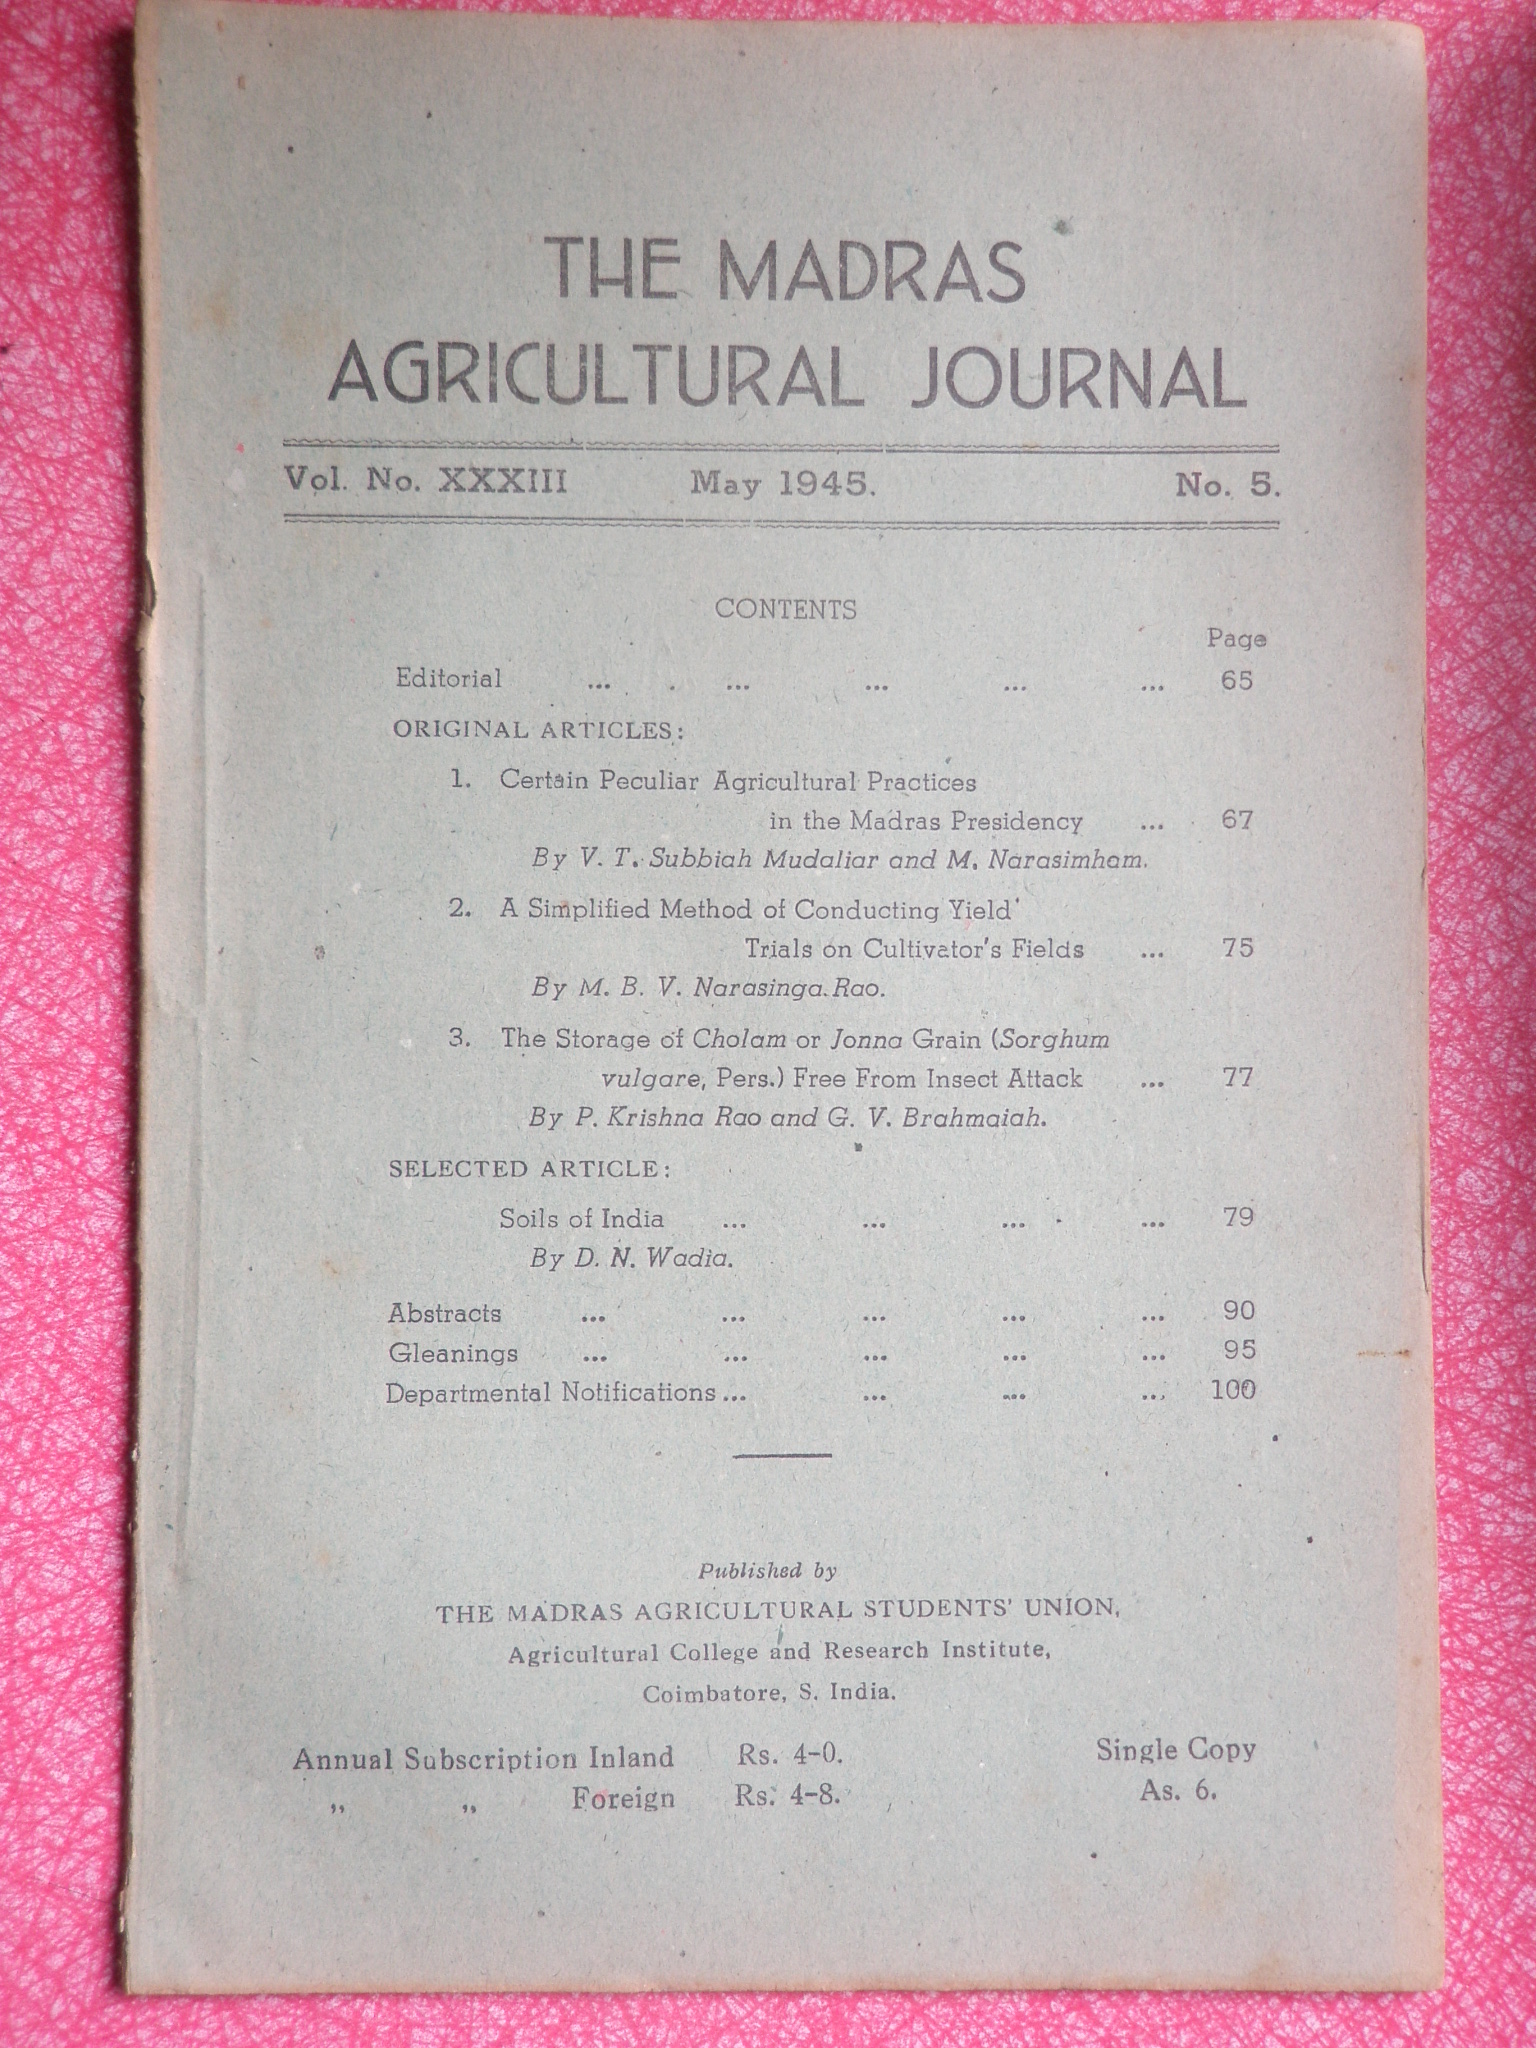 THE MADRAS
AGRICULTURAL JOURNAL
Vol. No. XXXIII May 1945. No. 5.
CONTENTS
Page
Editorial ... ... ... ... ... 65
ORIGINAL ARTICLES:
1. Certain Peculiar Agricultural Practices
in the Madras Presidency ... 67
By V. T. Subbiah Mudaliar and M. Narasimham.
2. A Simplified Method of Conducting Yield
Trials on Cultivator's Fields ... 75
By M. B. V. Narasinga Rao.
3. The Storage of Cholam or Jonna Grain (Sorghum
vulgare, Pers.) Free From Insect Attack ... 77
By P. Krishna Rao and G. V. Brahmaiah.
SELECTED ARTICLE:
Soils of India ... ... ... ... 79
By D. N. Wadia.
Abstracts ... ... ... ... ... 90
Gleanings ... ... ... ... ... 95
Departmental Notifications ... ... ... ... 100
Published by
THE MADRAS AGRICULTURAL STUDENTS' UNION,
Agricultural College and Research Institute,
Coimbatore, S. India.
Annual Subscription Inland Rs. 4-0. Single Copy
„ „ Foreign Rs. 4-8. As. 6.